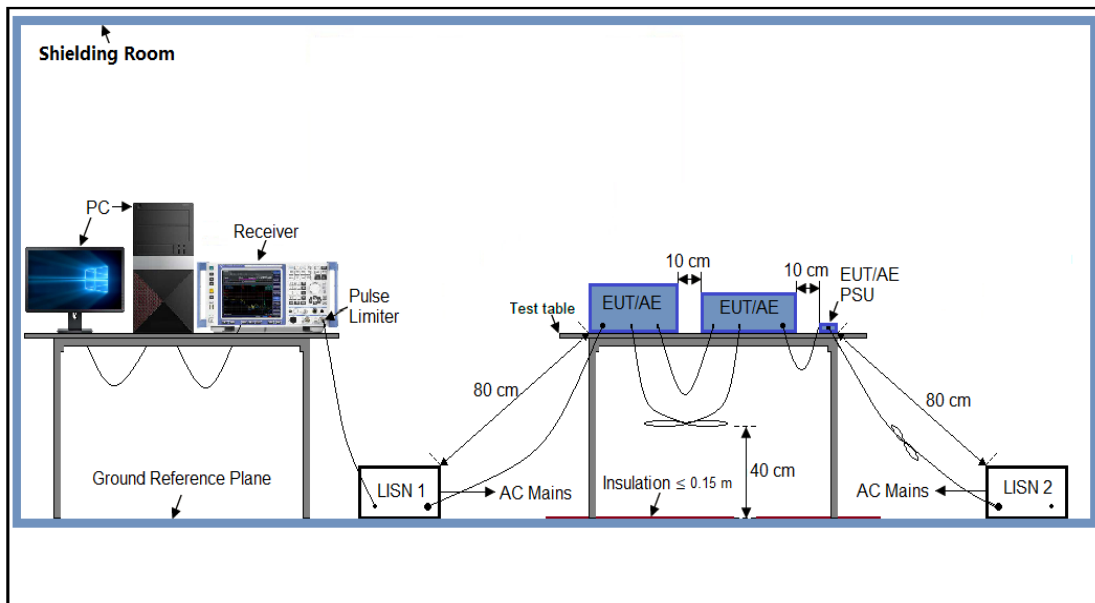 Shielding Room
PC
Receiver
Pulse
Limiter
Test table
10 cm
10 cm
EUT/AE
PSU
EUT/AE
EUT/AE
80 cm
80 cm
40 cm
Ground Reference Plane
LISN 1
AC Mains
Insulation ≤ 0.15 m
AC Mains
LISN 2